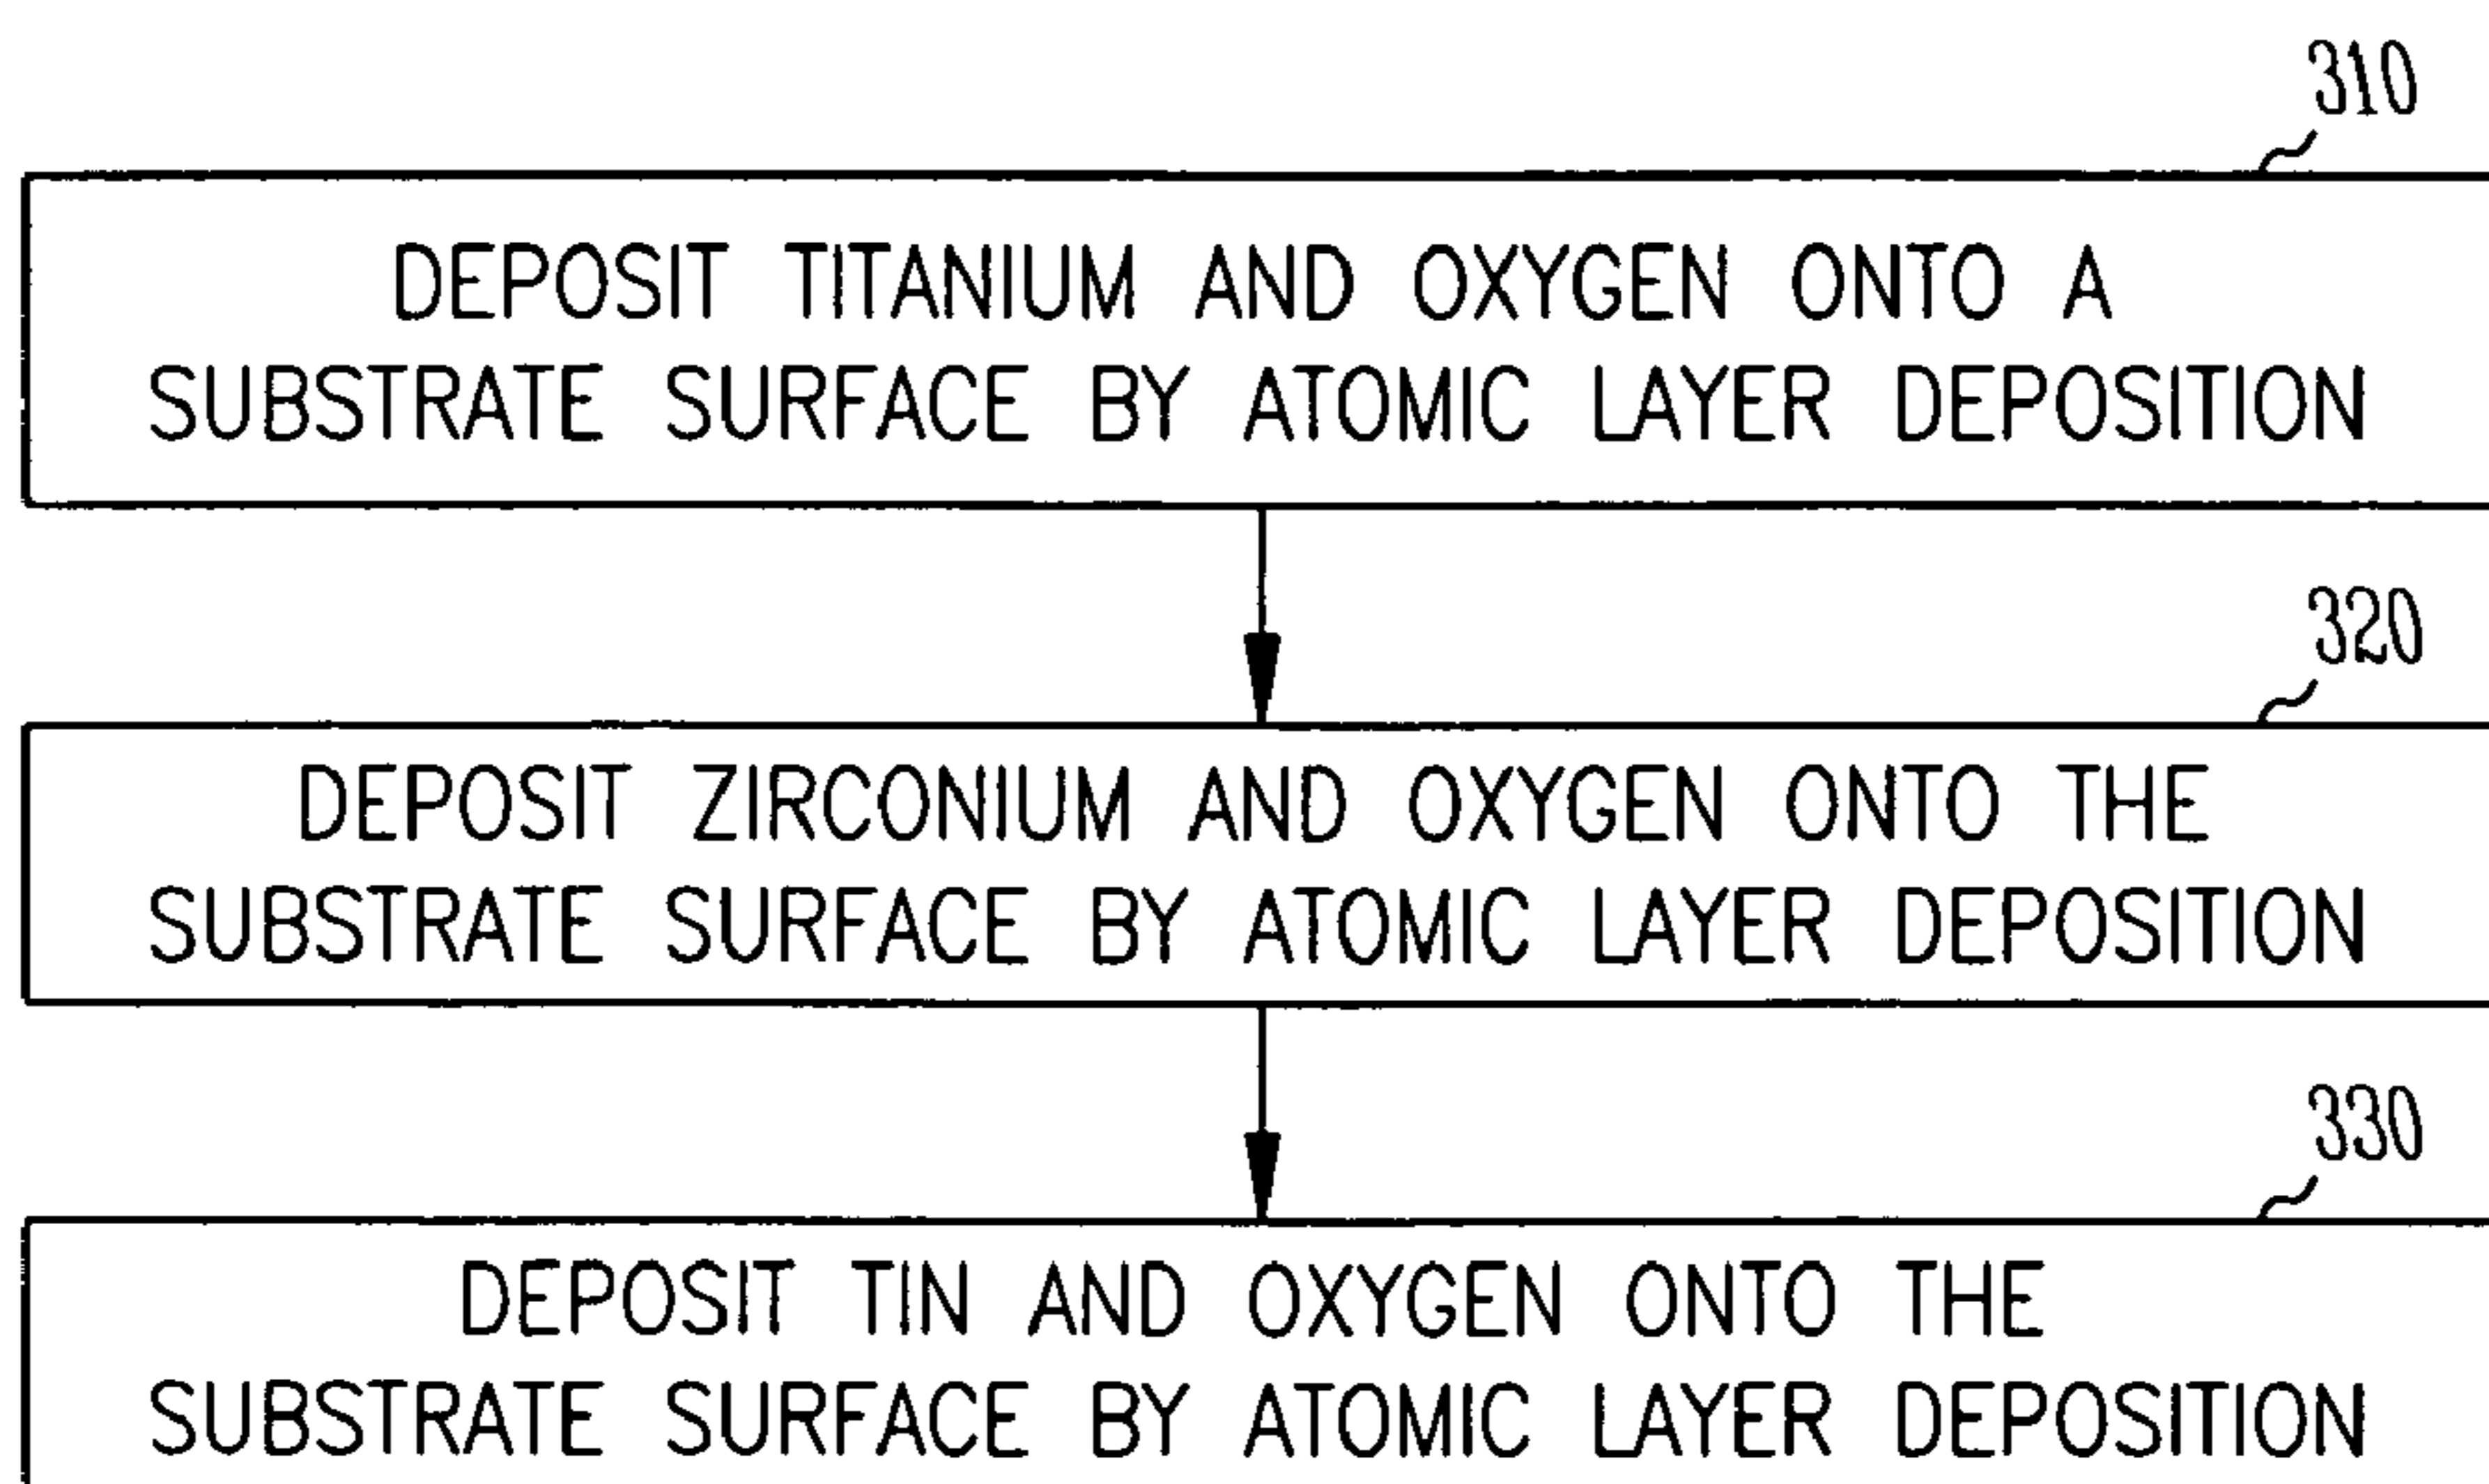 310
DEPOSIT TITANIUM AND OXYGEN ONTO A
SUBSTRATE SURFACE BY ATOMIC LAYER DEPOSITION
320
DEPOSIT ZIRCONIUM AND OXYGEN ONTO THE
SUBSTRATE SURFACE BY ATOMIC LAYER DEPOSITION
330
DEPOSIT TIN AND OXYGEN ONTO THE
SUBSTRATE SURFACE BY ATOMIC LAYER DEPOSITION